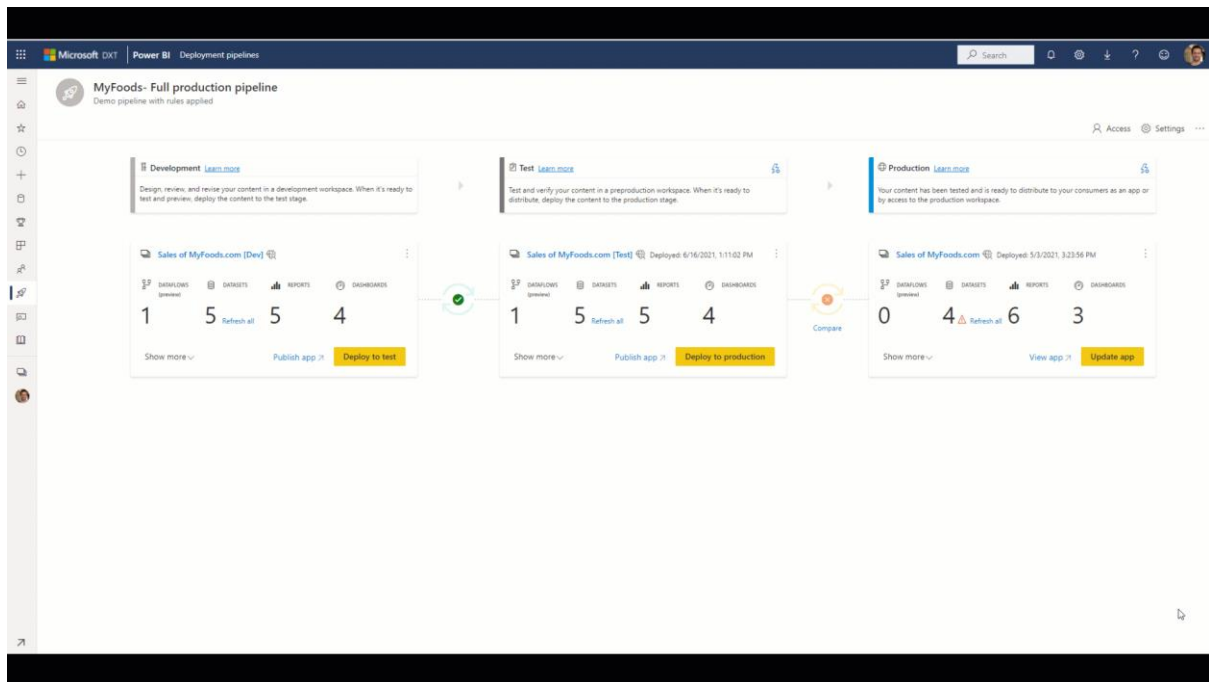 Microsoft DXT Power BI Deployment pipelines Search ?
MyFoods- Full production pipeline
Demo pipeline with rules applied
Access Settings ...
Development Learn more
Design, review, and revise your content in a development workspace. When it's ready to
test and preview, deploy the content to the test stage.
Test Learn more
Test and verify your content in a preproduction workspace. When it's ready to
distribute, deploy the content to the production stage.
Production Learn more
Your content has been tested and is ready to distribute to your consumers as an app or
by access to the production workspace.
Sales of MyFoods.com [Dev]
DATAFLOWS DATASETS REPORTS DASHBOARDS
(preview)
1 5 Refresh all 5 4
Show more Publish app Deploy to test
Sales of MyFoods.com [Test] Deployed: 6/16/2021, 1:11:02 PM
DATAFLOWS DATASETS REPORTS DASHBOARDS
(preview)
1 5 Refresh all 5 4
Show more Publish app Deploy to production
Compare
Sales of MyFoods.com Deployed: 5/3/2021, 3:23:56 PM
DATAFLOWS DATASETS REPORTS DASHBOARDS
(preview)
0 4 Refresh all 6 3
Show more View app Update app